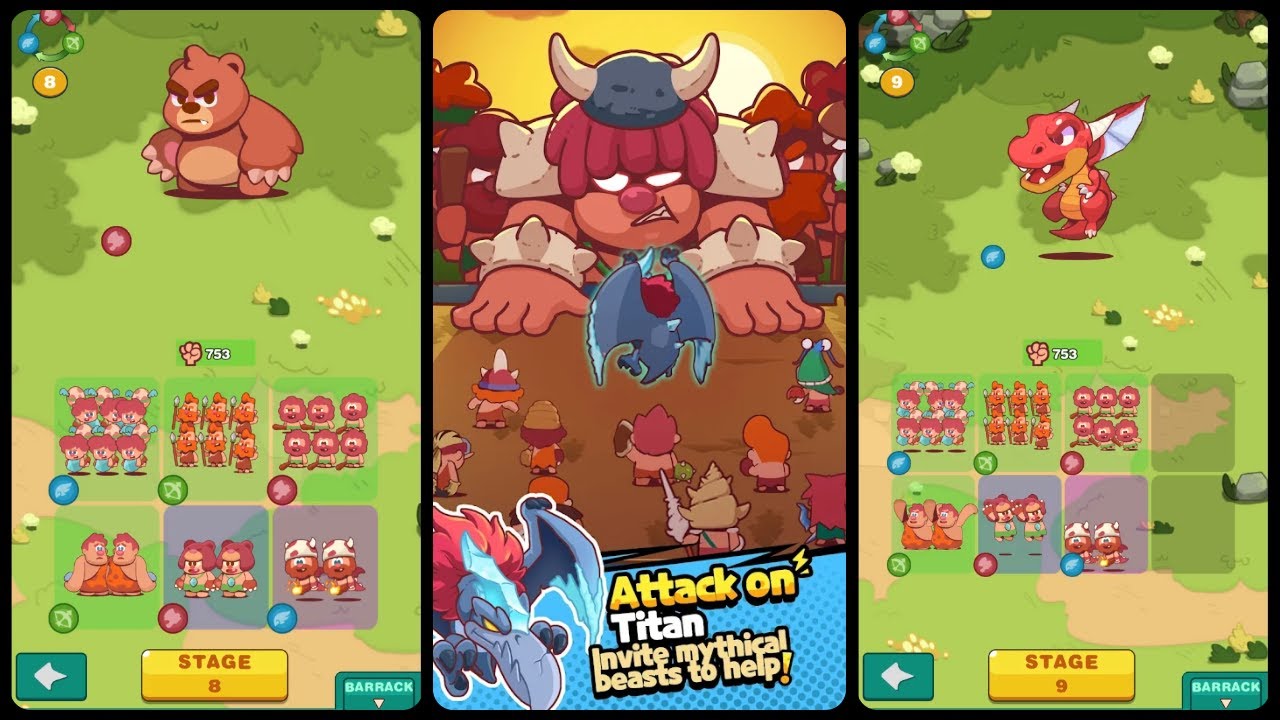 8
753
STAGE
8
BARRACK
Attack on
Titan
Invite mythical
beasts to help!
9
753
STAGE
9
BARRACK